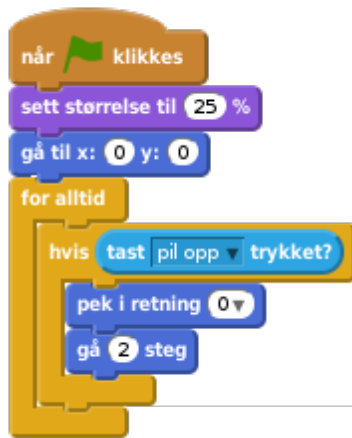 når klikkes
sett størrelse til 25 %
gå til x: 0 y: 0
for alltid
hvis tast pil opp trykket?
pek i retning 0
gå 2 steg